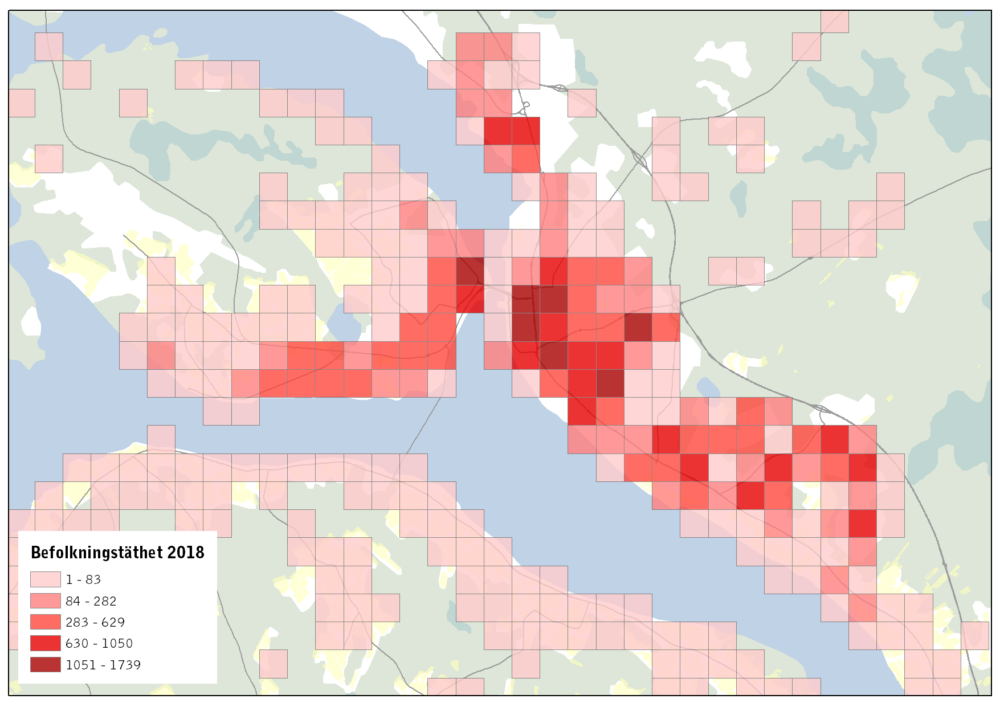 Befolkningstäthet 2018
1 - 83
84 - 282
283 - 629
630 - 1050
1051 - 1739